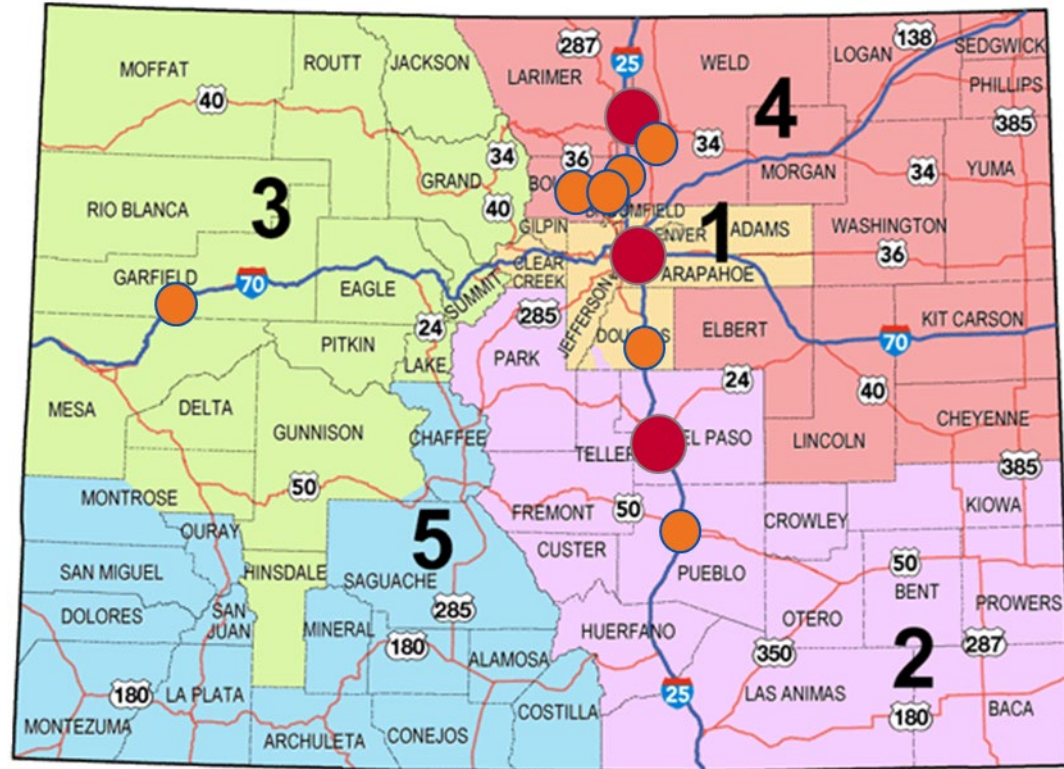 287
138
SEDGWICK
LOGAN
ROUTT
JACKSON
25
WELD
MOFFAT
LARIMER
PHILLIPS
4
40
385
34
34
36
YUMA
MORGAN
34
GRAND
BOU
3
40
RIO BLANCA
BROOMFIELD
GILPIN
1
ADAMS
WASHINGTON
ENVER
36
CLEAR
CREEK
ARAPAHOE
GARFIELD
70
EAGLE
SUMMIT
JEFFERSON
285
KIT CARSON
24
DOU
S
ELBERT
70
PITKIN
PARK
LAKE
24
40
MESA
DELTA
CHEYENNE
GUNNISON
CHAFFEE
TELLER
EL PASO
LINCOLN
385
50
MONTROSE
KIOWA
FREMONT
50
CROWLEY
OURAY
5
CUSTER
50
SAN MIGUEL
HINSDALE
SAGUACHE
PUEBLO
BENT
PROWERS
DOLORES
285
SAN
JUAN
MINERAL
OTERO
HUERFANO
180
287
350
2
ALAMOSA
180
LA PLATA
25
LAS ANIMAS
COSTILLA
180
BACA
MONTEZUMA
ARCHULETA
CONEJOS